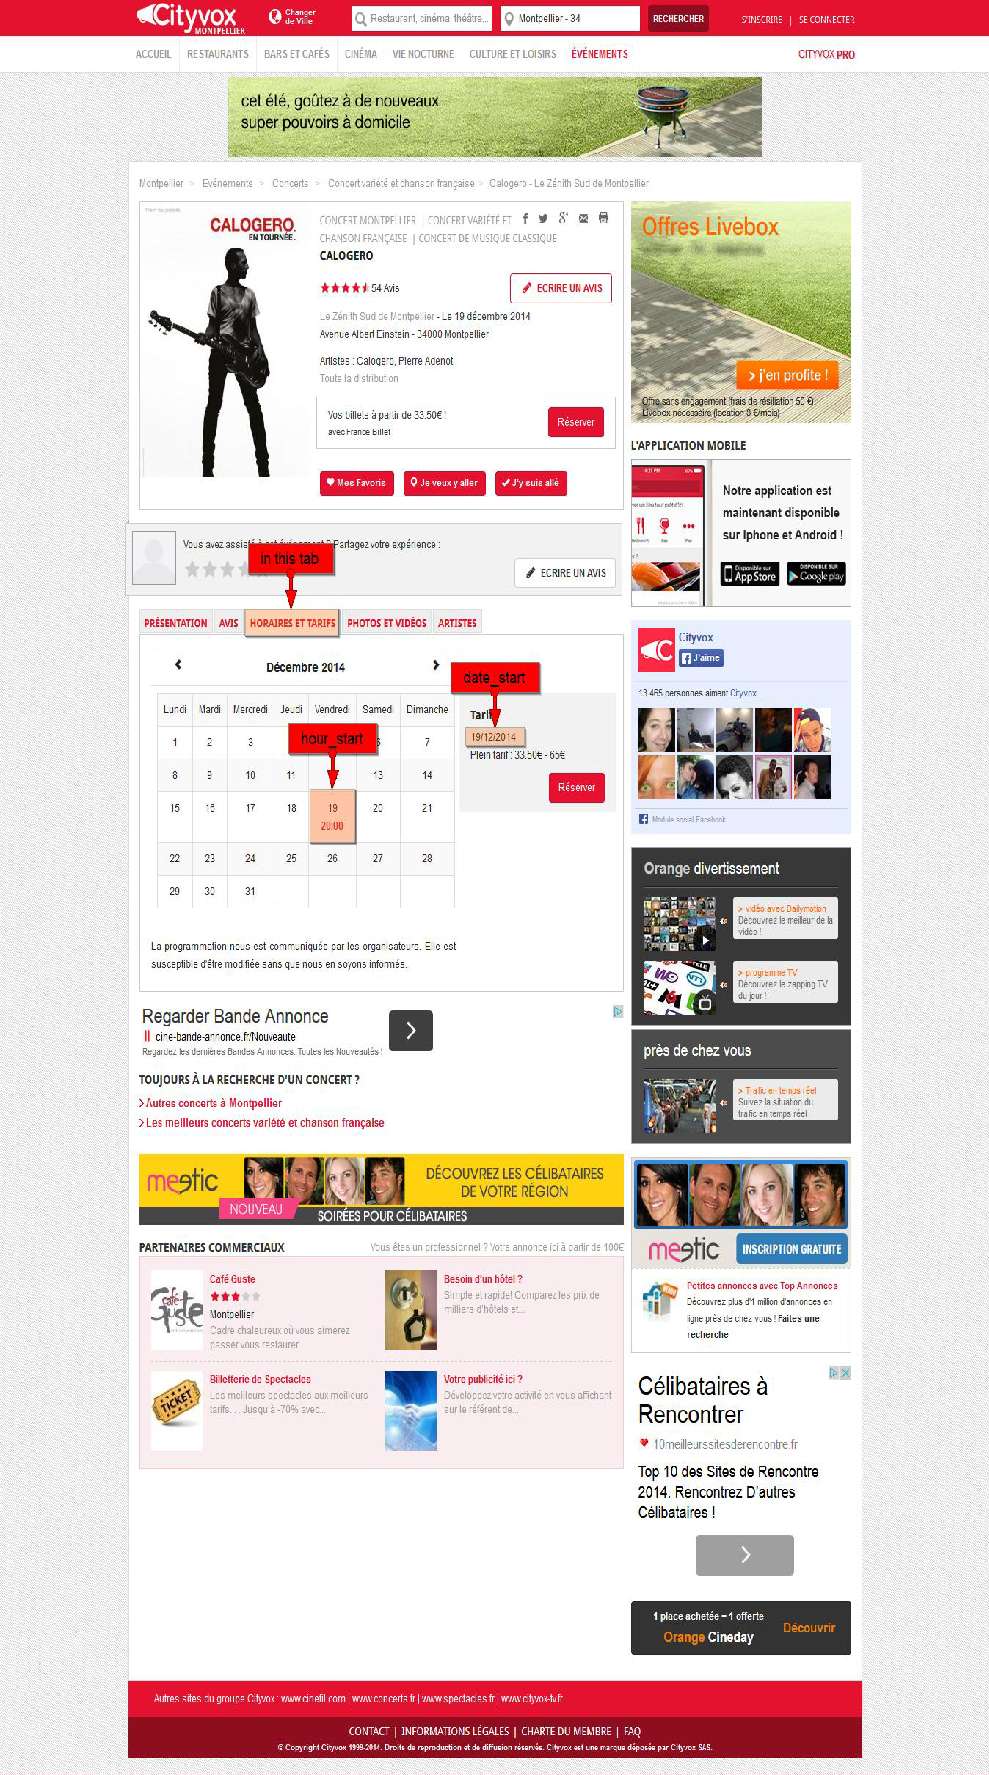 Cityvox
MONTPELLIER
Changer
de Ville
Restaurant, cinéma, théâtre...
Montpellier - 34
RECHERCHER
S'INSCRIRE | SE CONNECTER
ACCUEIL
RESTAURANTS
BARS ET CAFÉS
CINÉMA
VIE NOCTURNE
CULTURE ET LOISIRS
ÉVÉNEMENTS
CITYVOX PRO
cet été, goûtez à de nouveaux
super pouvoirs à domicile
Montpellier > Evénements > Concerts > Concert variété et chanson française > Calogero - Le Zénith Sud de Montpellier
CALOGERO.
EN TOURNÉE.
CONCERT MONTPELLIER | CONCERT VARIÉTÉ ET
CHANSON FRANÇAISE | CONCERT DE MUSIQUE CLASSIQUE
CALOGERO
54 Avis
ECRIRE UN AVIS
Le Zénith Sud de Montpellier - Le 19 décembre 2014
Avenue Albert Einstein - 34000 Montpellier
Artistes : Calogero, Pierre Adenot
Toute la distribution
Vos billets à partir de 33.50€ !
avec France Billet
Réserver
Mes Favoris
Je veux y aller
J'y suis allé
Offres Livebox
> j'en profite !
Offre sans engagement (frais de résiliation 50 €)
Livebox nécessaire (location 3 €/mois)
L'APPLICATION MOBILE
Notre application est
maintenant disponible
sur Iphone et Android !
Disponible sur
App Store
DISPONIBLE SUR
Google play
Vous avez assisté à cet évènement ? Partagez votre expérience :
in this tab
ECRIRE UN AVIS
PRÉSENTATION
AVIS
HORAIRES ET TARIFS
PHOTOS ET VIDÉOS
ARTISTES
Décembre 2014
Lundi Mardi Mercredi Jeudi Vendredi Samedi Dimanche
1 2 3 6 7
8 9 10 11 13 14
15 16 17 18 19 20 21
20:00
22 23 24 25 26 27 28
29 30 31
hour_start
date_start
Tarif
19/12/2014
Plein tarif : 33.50€ - 65€
Réserver
La programmation nous est communiquée par les organisateurs. Elle est
susceptible d'être modifiée sans que nous en soyons informés.
Cityvox
J'aime
13 465 personnes aiment Cityvox.
Module social Facebook
Orange divertissement
> vidéo avec Dailymotion
Découvrez le meilleur de la
vidéo !
> programme TV
Découvrez le zapping TV
du jour !
près de chez vous
> Trafic en temps réel
Suivez la situation du
trafic en temps réel
Regarder Bande Annonce
cine-bande-annonce.fr/Nouveaute
Regardez les dernières Bandes Annonces. Toutes les Nouveautés !
TOUJOURS À LA RECHERCHE D'UN CONCERT ?
> Autres concerts à Montpellier
> Les meilleurs concerts variété et chanson française
meetic
NOUVEAU
DÉCOUVREZ LES CÉLIBATAIRES
DE VOTRE RÉGION
SOIRÉES POUR CÉLIBATAIRES
PARTENAIRES COMMERCIAUX
Vous êtes un professionnel ? Votre annonce ici à partir de 100€
Café Guste
Montpellier
Cadre chaleureux où vous aimerez
passer vous restaurer
Besoin d'un hôtel ?
Simple et rapide! Comparez les prix de
milliers d'hôtels et...
Billetterie de Spectacles
Les meilleurs spectacles aux meilleurs
tarifs. . . Jusqu'à -70% avec...
TICKET
Votre publicité ici ?
Développez votre activité en vous affichant
sur le référent de...
meetic
INSCRIPTION GRATUITE
Petites annonces avec Top Annonces
Découvrez plus d'1 million d'annonces en
ligne près de chez vous ! Faites une
recherche
Célibataires à
Rencontrer
10meilleurssitesderencontre.fr
Top 10 des Sites de Rencontre
2014. Rencontrez D'autres
Célibataires !
1 place achetée = 1 offerte
Orange Cineday
Découvrir
Autres sites du groupe Cityvox : www.cinefil.com | www.concerts.fr | www.spectacles.fr | www.cityvox-tv.fr
CONTACT | INFORMATIONS LÉGALES | CHARTE DU MEMBRE | FAQ
© Copyright Cityvox 1999-2014. Droits de reproduction et de diffusion réservés. Cityvox est une marque déposée par Cityvox SAS.